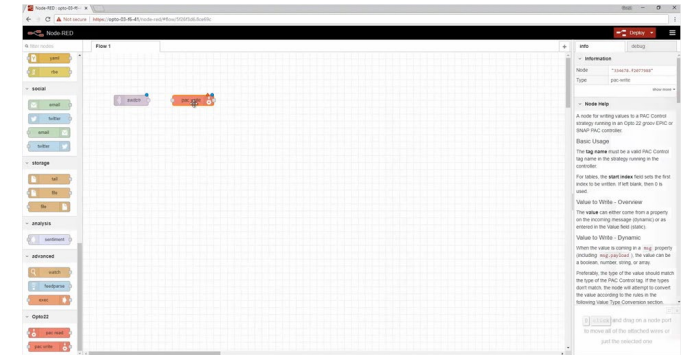 Node-RED
Not secure
Node-RED
Deploy
filter nodes
Flow 1
info
debug
yaml
rbe
social
email
twitter
email
twitter
storage
tail
file
file
analysis
sentiment
advanced
watch
feedparse
exec
Opto22
pac read
pac write
switch
pac write
Information
Node
Type
pac-write
show more
Node Help
A node for writing values to a PAC Control
strategy running in an Opto 22 groov EPIC or
SNAP PAC controller.
Basic Usage
The tag name must be a valid PAC Control
tag name in the strategy running in the
controller.
For tables, the start index field sets the first
index to be written. If left blank, then 0 is
used.
Value to Write - Overview
The value can either come from a property
on the incoming message (dynamic) or as
entered in the Value field (static).
Value to Write - Dynamic
When the value is coming in a msg property
(including msg.payload), the value can be
a boolean, number, string, or array.
Preferably, the type of the value should match
the type of the PAC Control tag. If the types
don't match, the node will attempt to convert
the value according to the rules in the
following Value Type Conversion section.
and drag on a node port
to move all of the attached wires or
just the selected one